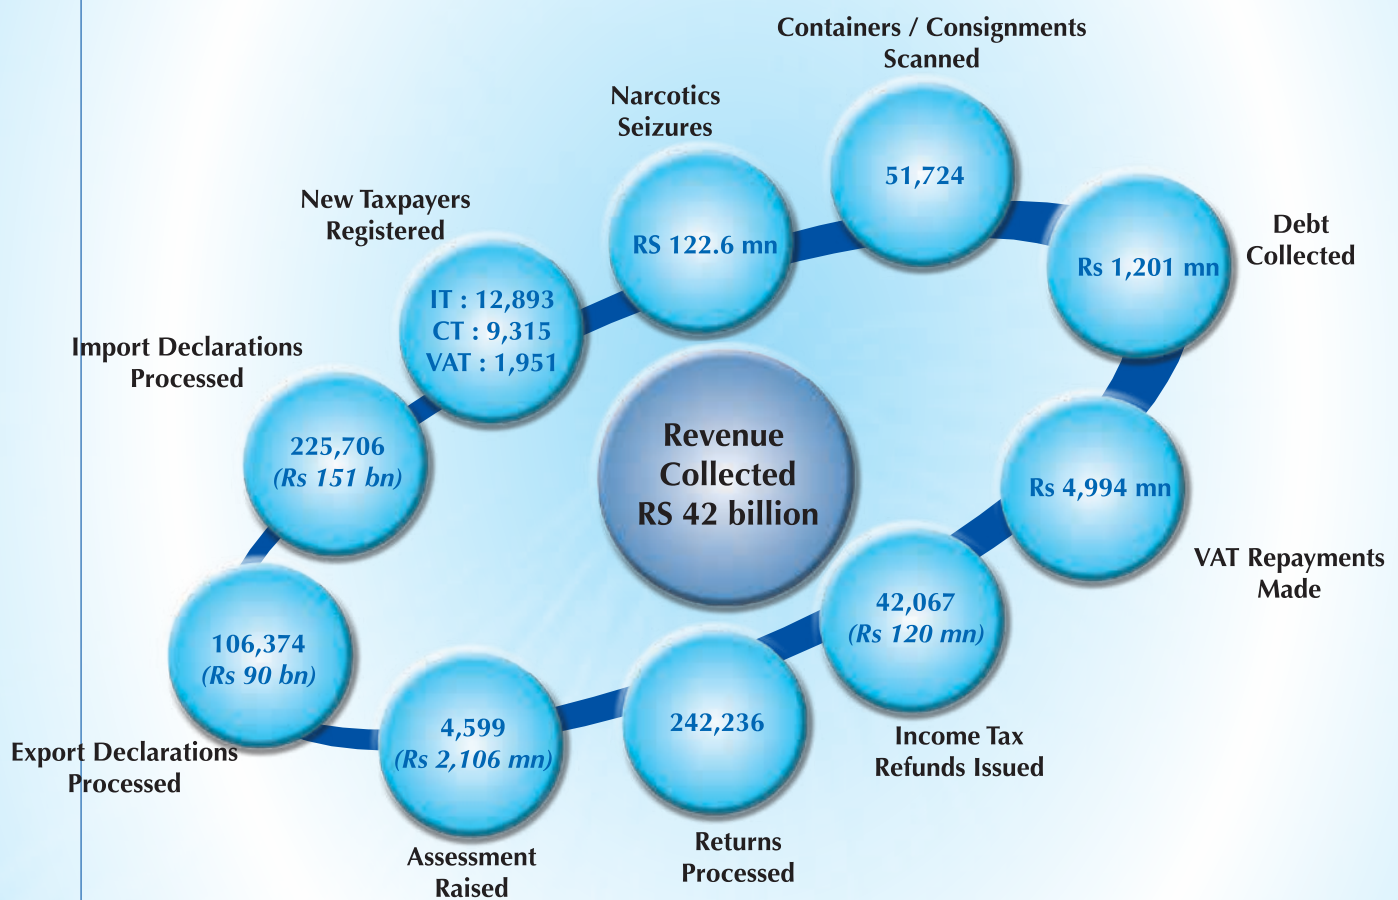 Containers / Consignments
Scanned
51,724
Narcotics
Seizures
RS 122.6 mn
Debt
Collected
Rs 1,201 mn
New Taxpayers
Registered
IT : 12,893
CT : 9,315
VAT : 1,951
Import Declarations
Processed
225,706
(Rs 151 bn)
Revenue
Collected
RS 42 billion
Rs 4,994 mn
VAT Repayments
Made
42,067
(Rs 120 mn)
Income Tax
Refunds Issued
106,374
(Rs 90 bn)
Export Declarations
Processed
4,599
(Rs 2,106 mn)
Assessment
Raised
242,236
Returns
Processed